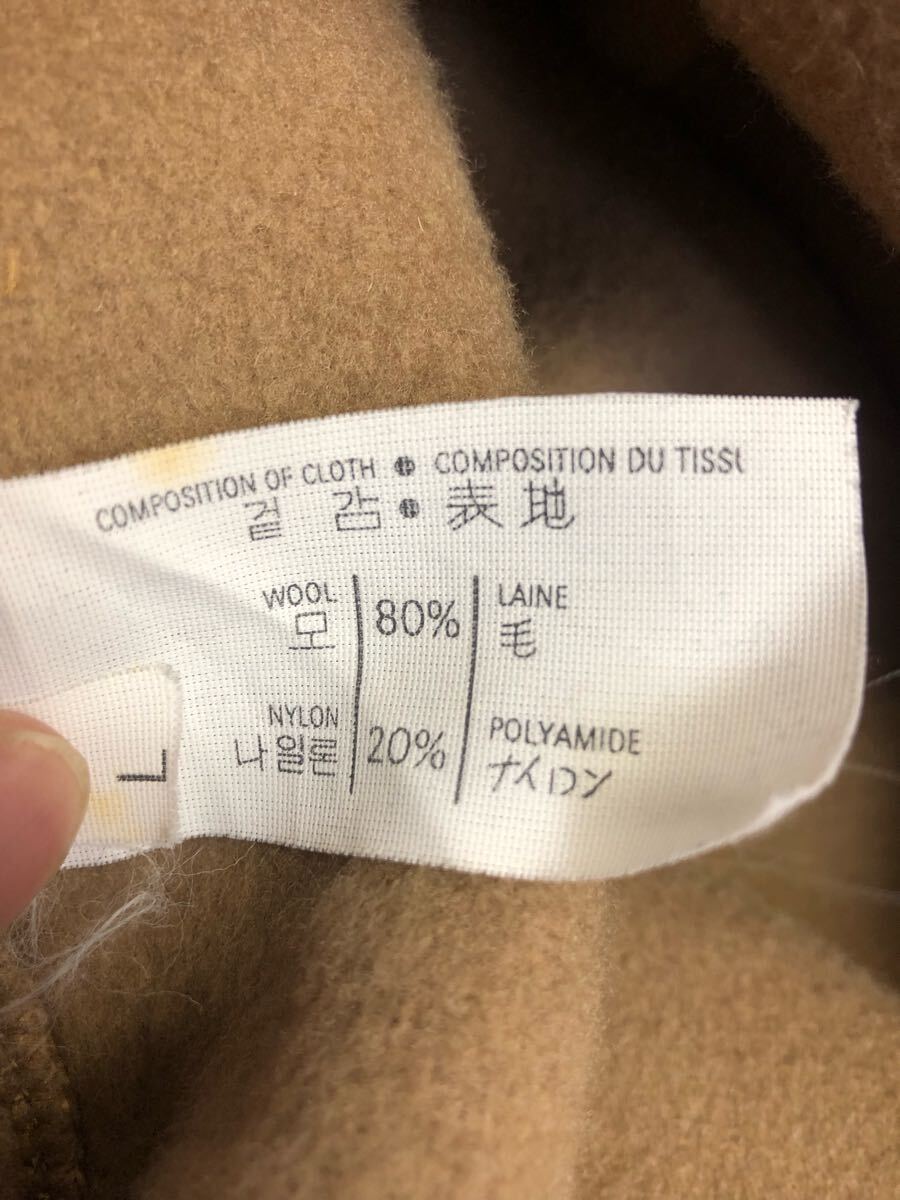 COMPOSITION OF CLOTH ● COMPOSITION DU TISSU
겉 감 ● 表地
WOOL 80% LAINE
모 毛
NYLON 20% POLYAMIDE
나일론 ナイロン
L